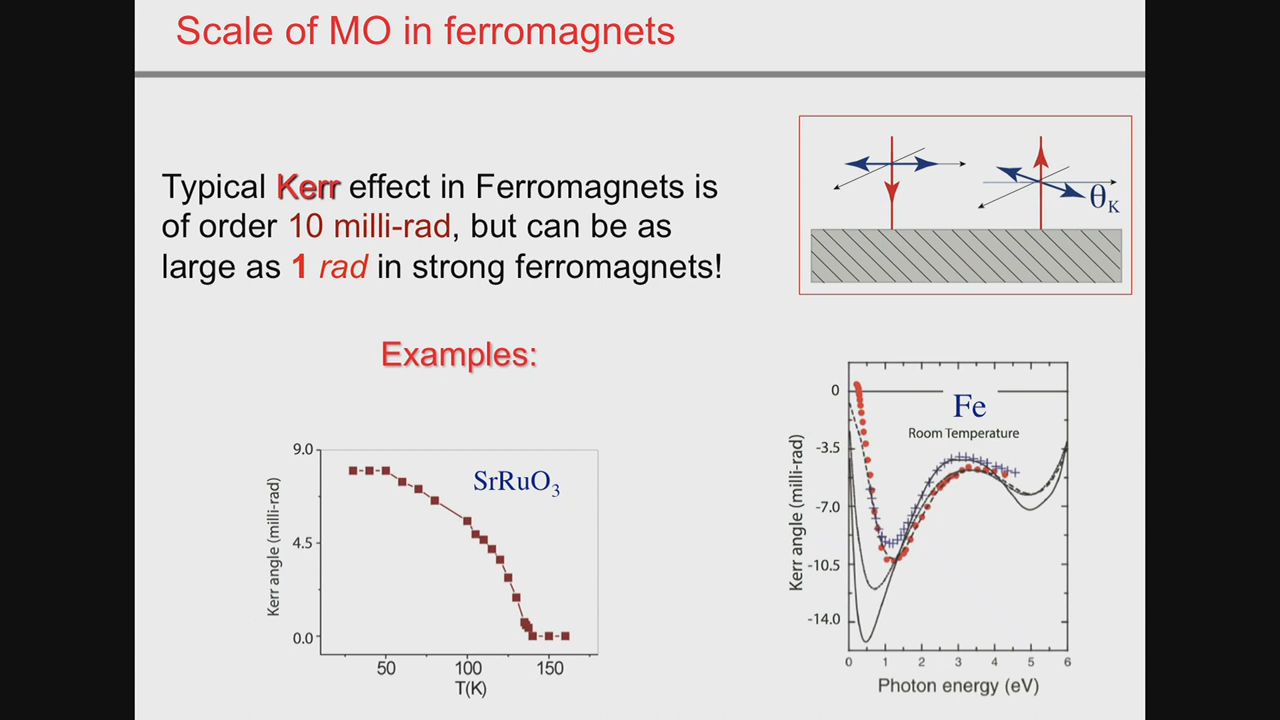 Scale of MO in ferromagnets
Typical Kerr effect in Ferromagnets is
of order 10 milli-rad, but can be as
large as 1 rad in strong ferromagnets!
θK
Examples:
9.0
4.5
0.0
Kerr angle (milli-rad)
SrRuO3
50
100
150
T(K)
0
-3.5
-7.0
-10.5
-14.0
Kerr angle (milli-rad)
Fe
Room Temperature
0
1
2
3
4
5
6
Photon energy (eV)